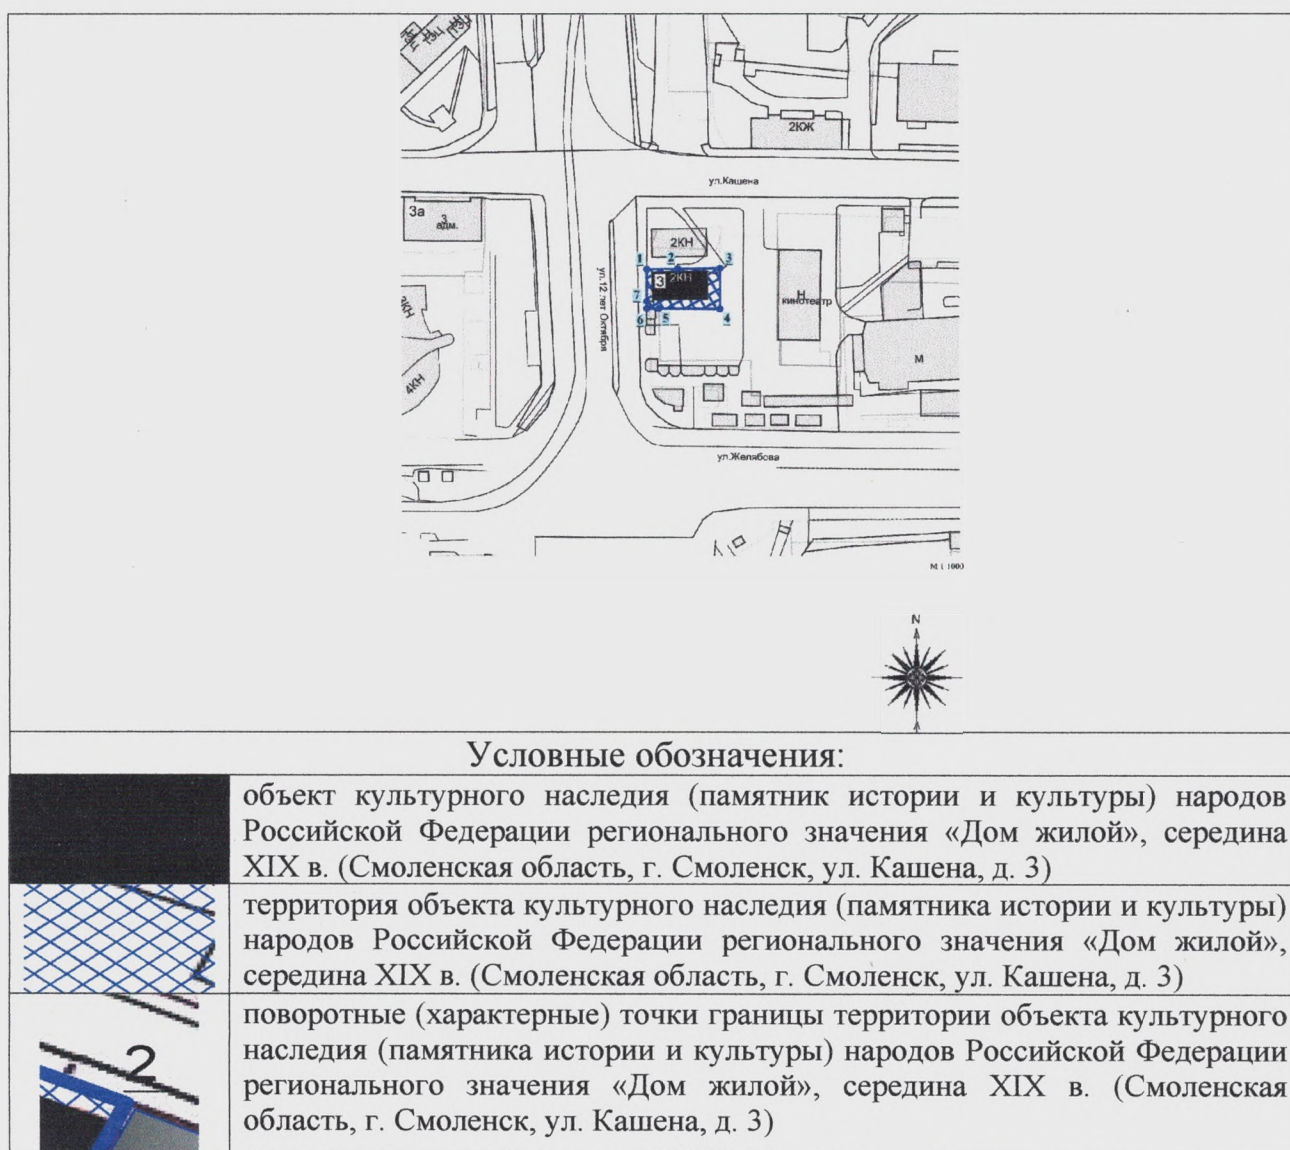 2КЖ
ул.Кашена
3а
3
адм.
2КН
1
2
3
3
2КН
7
6
5
4
ул.12 лет Октября
Н
кинотеатр
М
4КН
ул.Желябова
М 1 1000
N
Условные обозначения:
объект культурного наследия (памятник истории и культуры) народов
Российской Федерации регионального значения «Дом жилой», середина
XIX в. (Смоленская область, г. Смоленск, ул. Кашена, д. 3)
территория объекта культурного наследия (памятника истории и культуры)
народов Российской Федерации регионального значения «Дом жилой»,
середина XIX в. (Смоленская область, г. Смоленск, ул. Кашена, д. 3)
2
поворотные (характерные) точки границы территории объекта культурного
наследия (памятника истории и культуры) народов Российской Федерации
регионального значения «Дом жилой», середина XIX в. (Смоленская
область, г. Смоленск, ул. Кашена, д. 3)